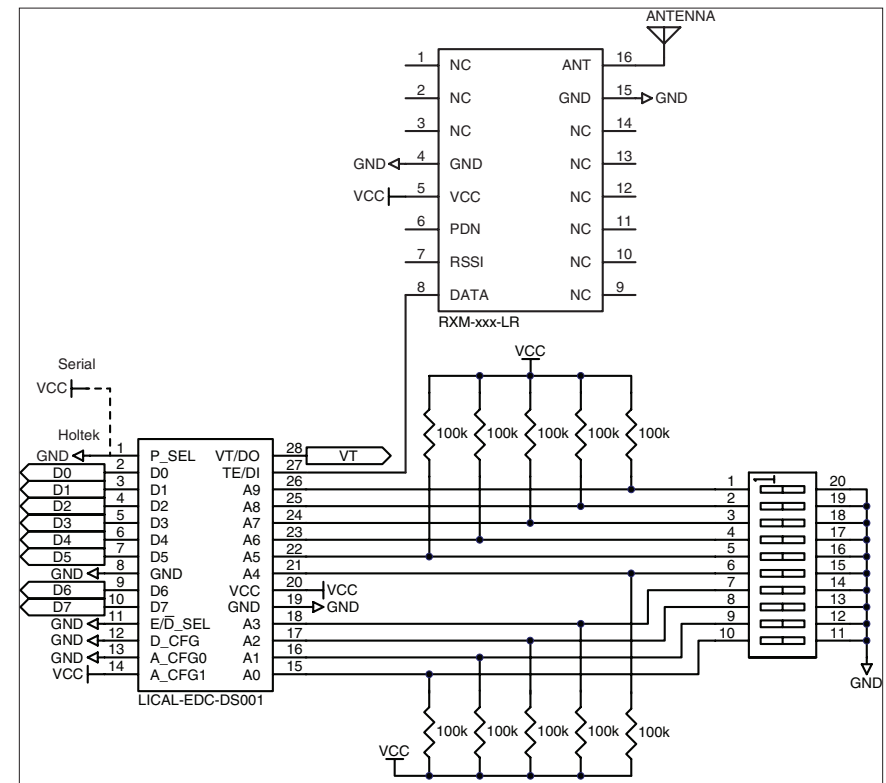 ANTENNA
1 NC ANT 16
2 NC GND 15 GND
3 NC NC 14
GND 4 GND NC 13
VCC 5 VCC NC 12
6 PDN NC 11
7 RSSI NC 10
8 DATA NC 9
RXM-xxx-LR
VCC
Serial
VCC
100k 100k 100k 100k 100k
Holtek
GND 1 P_SEL VT/DO 28 VT
D0 2 D0 TE/DI 27
D1 3 D1 A9 26 1 20
D2 4 D2 A8 25 2 19
D3 5 D3 A7 24 3 18
D4 6 D4 A6 23 4 17
D5 7 D5 A5 22 5 16
GND 8 GND A4 21 6 15
D6 9 D6 VCC 20 VCC 7 14
D7 10 D7 GND 19 GND 8 13
GND 11 E/D_SEL A3 18 9 12
GND 12 D_CFG A2 17 10 11
GND 13 A_CFG0 A1 16
VCC 14 A_CFG1 A0 15
GND
LICAL-EDC-DS001
100k 100k 100k 100k 100k
VCC